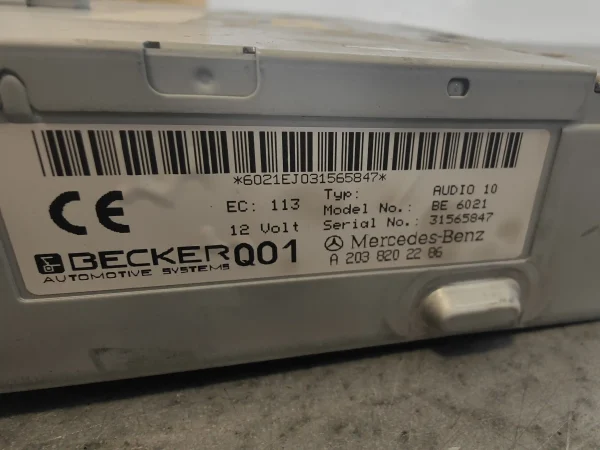 *6021EJ031565847*
CE
EC: 113
12 Volt
Typ: AUDIO 10
Model No.: BE 6021
Serial No.: 31565847
BECKER
AUTOMOTIVE SYSTEMS
Q01
Mercedes-Benz
A 203 820 22 86